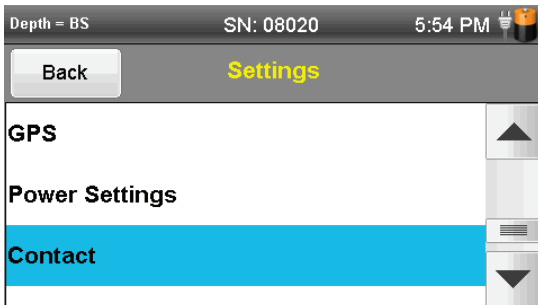 Depth = BS SN: 08020 5:54 PM
Back Settings
GPS
Power Settings
Contact